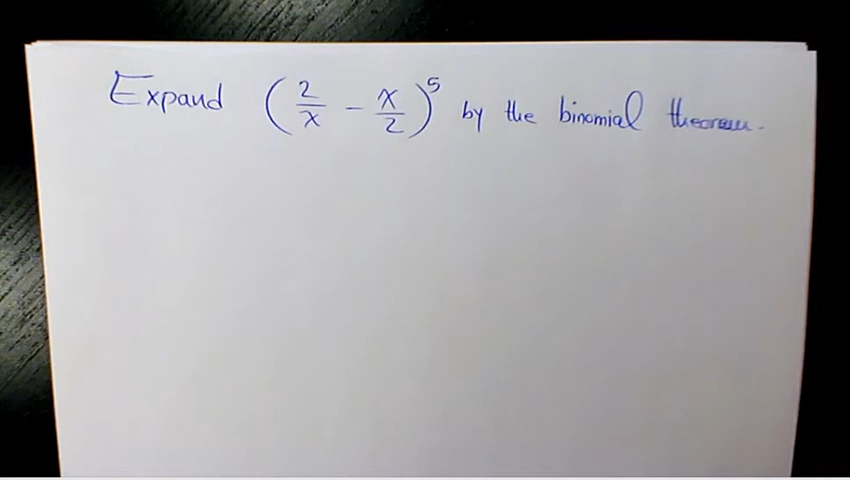 Expand (2/x - x/2)^5 by the binomial theorem.